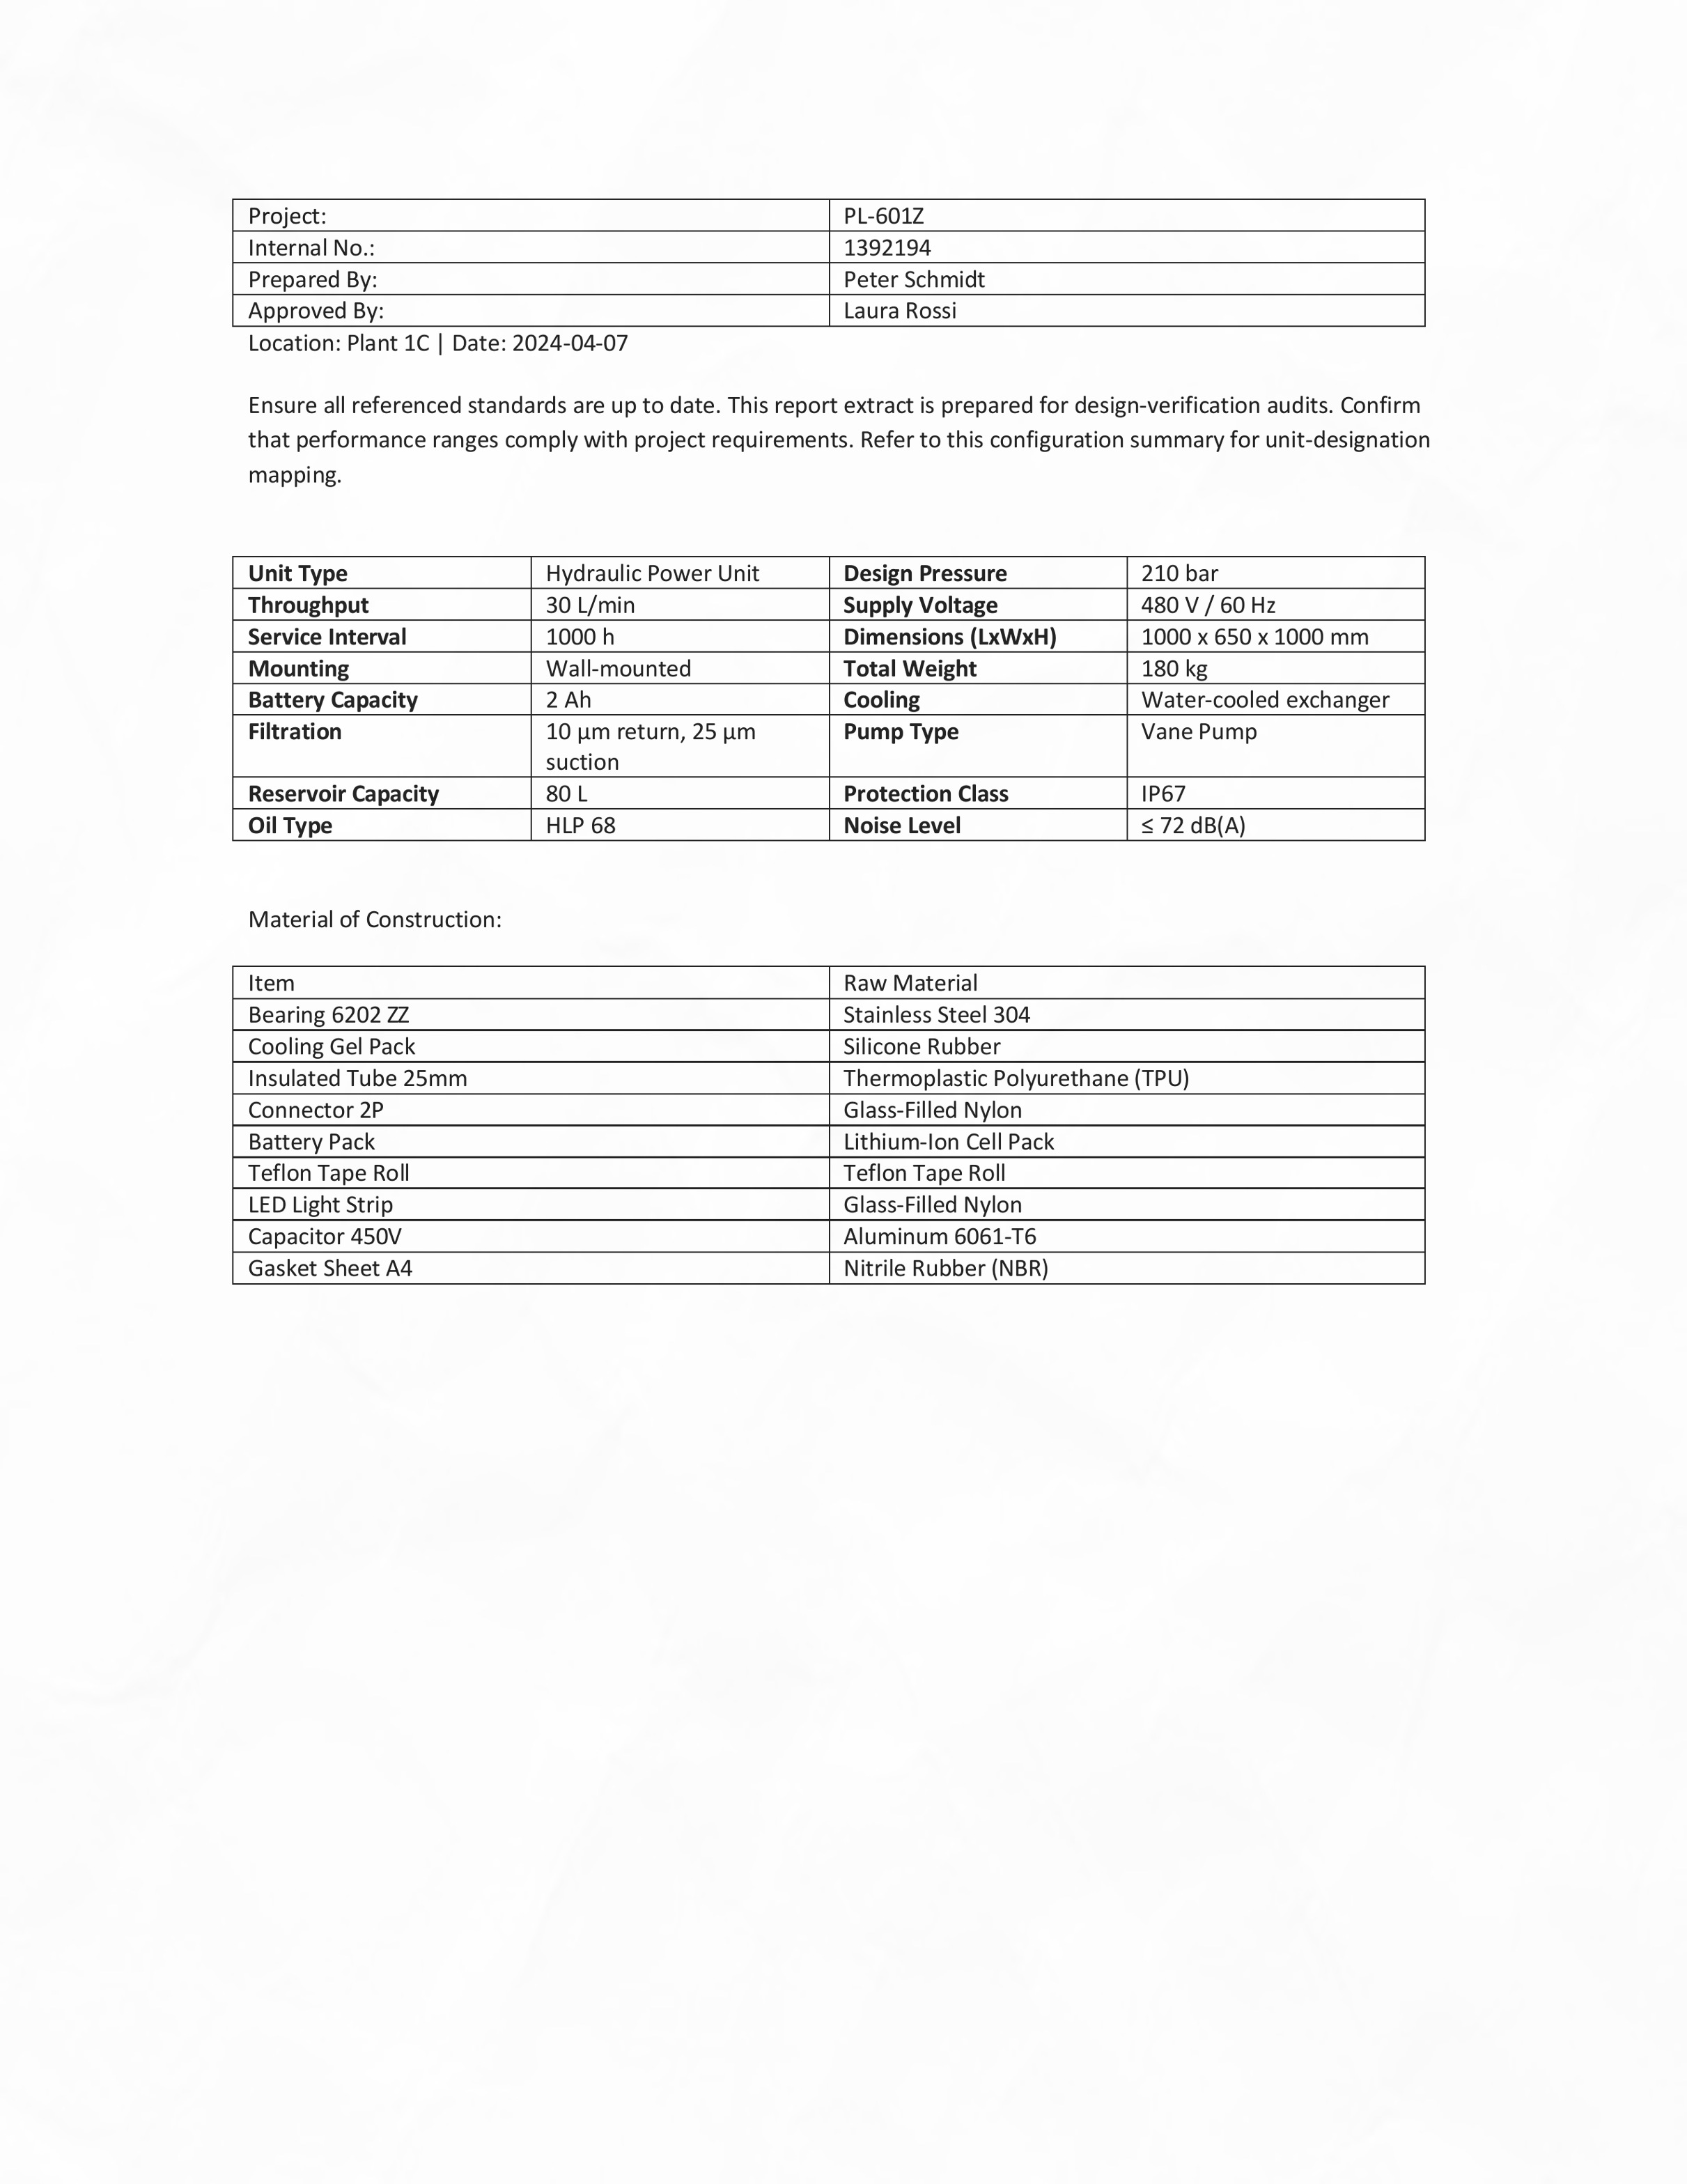 Project: PL-601Z
Internal No.: 1392194
Prepared By: Peter Schmidt
Approved By: Laura Rossi
Location: Plant 1C | Date: 2024-04-07
Ensure all referenced standards are up to date. This report extract is prepared for design-verification audits. Confirm
that performance ranges comply with project requirements. Refer to this configuration summary for unit-designation
mapping.
Unit Type Hydraulic Power Unit Design Pressure 210 bar
Throughput 30 L/min Supply Voltage 480 V / 60 Hz
Service Interval 1000 h Dimensions (LxWxH) 1000 x 650 x 1000 mm
Mounting Wall-mounted Total Weight 180 kg
Battery Capacity 2 Ah Cooling Water-cooled exchanger
Filtration 10 µm return, 25 µm Pump Type Vane Pump
suction
Reservoir Capacity 80 L Protection Class IP67
Oil Type HLP 68 Noise Level ≤ 72 dB(A)
Material of Construction:
Item Raw Material
Bearing 6202 ZZ Stainless Steel 304
Cooling Gel Pack Silicone Rubber
Insulated Tube 25mm Thermoplastic Polyurethane (TPU)
Connector 2P Glass-Filled Nylon
Battery Pack Lithium-Ion Cell Pack
Teflon Tape Roll Teflon Tape Roll
LED Light Strip Glass-Filled Nylon
Capacitor 450V Aluminum 6061-T6
Gasket Sheet A4 Nitrile Rubber (NBR)